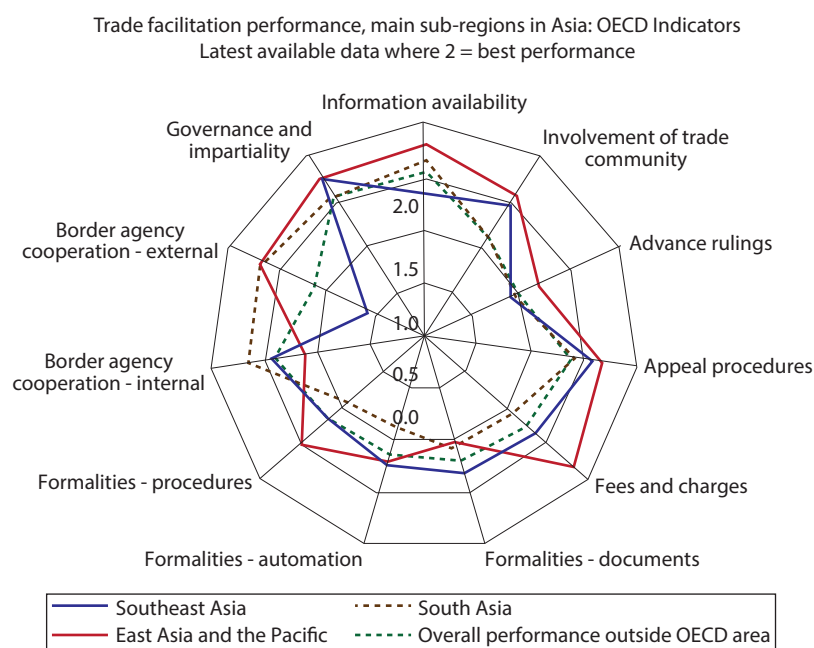 Trade facilitation performance, main sub-regions in Asia: OECD Indicators
Latest available data where 2 = best performance
Information availability
Governance and
impartiality
Involvement of trade
community
2.0
Border agency
cooperation - external
Advance rulings
1.5
1.0
Border agency
cooperation - internal
Appeal procedures
0.5
0.0
Formalities - procedures
Fees and charges
Formalities - automation
Formalities - documents
Southeast Asia
South Asia
East Asia and the Pacific
Overall performance outside OECD area